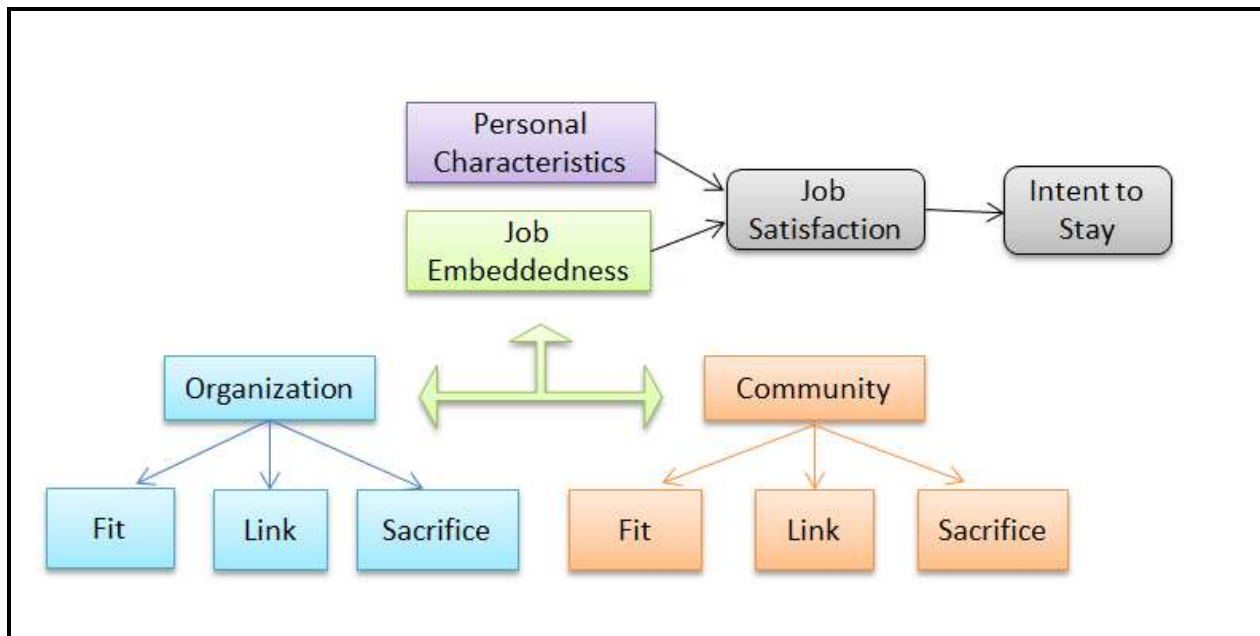 Personal
Characteristics
Job
Embeddedness
Job
Satisfaction
Intent to
Stay
Organization
Community
Fit
Link
Sacrifice
Fit
Link
Sacrifice